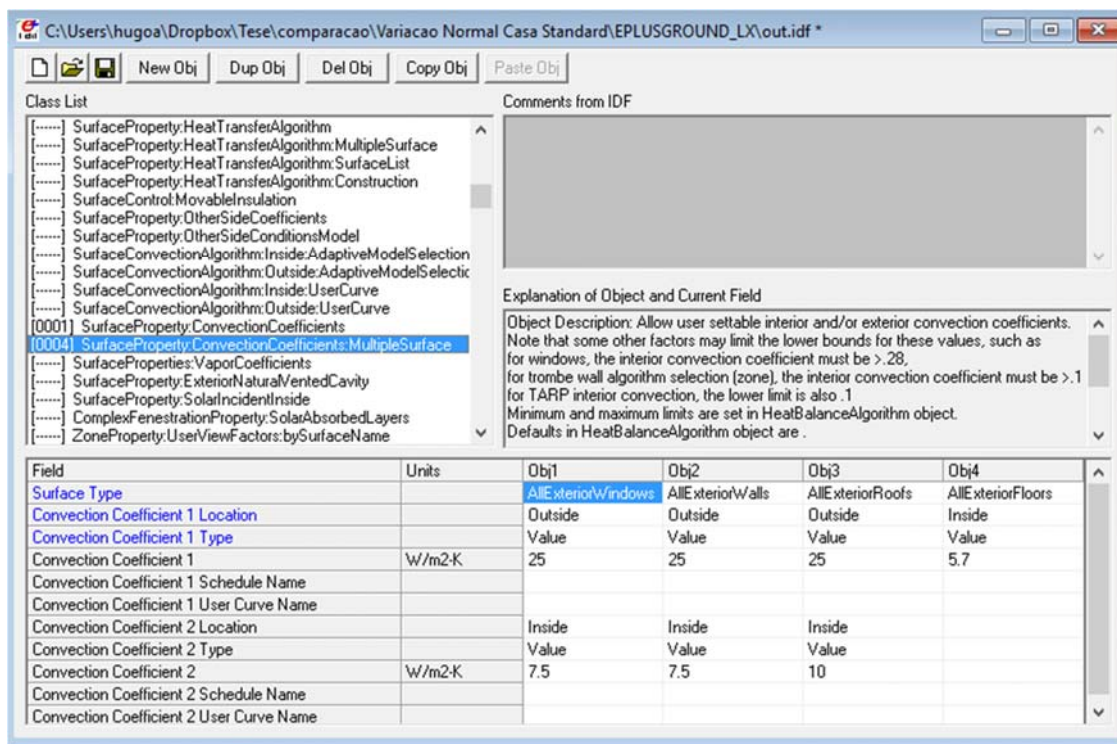 C:\Users\hugoa\Dropbox\Tese\comparacao\Variacao Normal Casa Standard\EPLUSGROUND_LX\out.idf *
New Obj Dup Obj Del Obj Copy Obj Paste Obj
Class List
[------] SurfaceProperty:HeatTransferAlgorithm
[------] SurfaceProperty:HeatTransferAlgorithm:MultipleSurface
[------] SurfaceProperty:HeatTransferAlgorithm:SurfaceList
[------] SurfaceProperty:HeatTransferAlgorithm:Construction
[------] SurfaceControl:MovableInsulation
[------] SurfaceProperty:OtherSideCoefficients
[------] SurfaceProperty:OtherSideConditionsModel
[------] SurfaceConvectionAlgorithm:Inside:AdaptiveModelSelection
[------] SurfaceConvectionAlgorithm:Outside:AdaptiveModelSelectic
[------] SurfaceConvectionAlgorithm:Inside:UserCurve
[------] SurfaceConvectionAlgorithm:Outside:UserCurve
[0001] SurfaceProperty:ConvectionCoefficients
[0004] SurfaceProperty:ConvectionCoefficients:MultipleSurface
[------] SurfaceProperties:VaporCoefficients
[------] SurfaceProperty:ExteriorNaturalVentedCavity
[------] SurfaceProperty:SolarIncidentInside
[------] ComplexFenestrationProperty:SolarAbsorbedLayers
[------] ZoneProperty:UserViewFactors:bySurfaceName
Comments from IDF
Explanation of Object and Current Field
Object Description: Allow user settable interior and/or exterior convection coefficients.
Note that some other factors may limit the lower bounds for these values, such as
for windows, the interior convection coefficient must be >.28,
for trombe wall algorithm selection (zone), the interior convection coefficient must be >.1
for TARP interior convection, the lower limit is also .1
Minimum and maximum limits are set in HeatBalanceAlgorithm object.
Defaults in HeatBalanceAlgorithm object are .
Field Units Obj1 Obj2 Obj3 Obj4
Surface Type AllExteriorWindows AllExteriorWalls AllExteriorRoofs AllExteriorFloors
Convection Coefficient 1 Location Outside Outside Outside Inside
Convection Coefficient 1 Type Value Value Value Value
Convection Coefficient 1 W/m2-K 25 25 25 5.7
Convection Coefficient 1 Schedule Name
Convection Coefficient 1 User Curve Name
Convection Coefficient 2 Location Inside Inside Inside
Convection Coefficient 2 Type Value Value Value
Convection Coefficient 2 W/m2-K 7.5 7.5 10
Convection Coefficient 2 Schedule Name
Convection Coefficient 2 User Curve Name